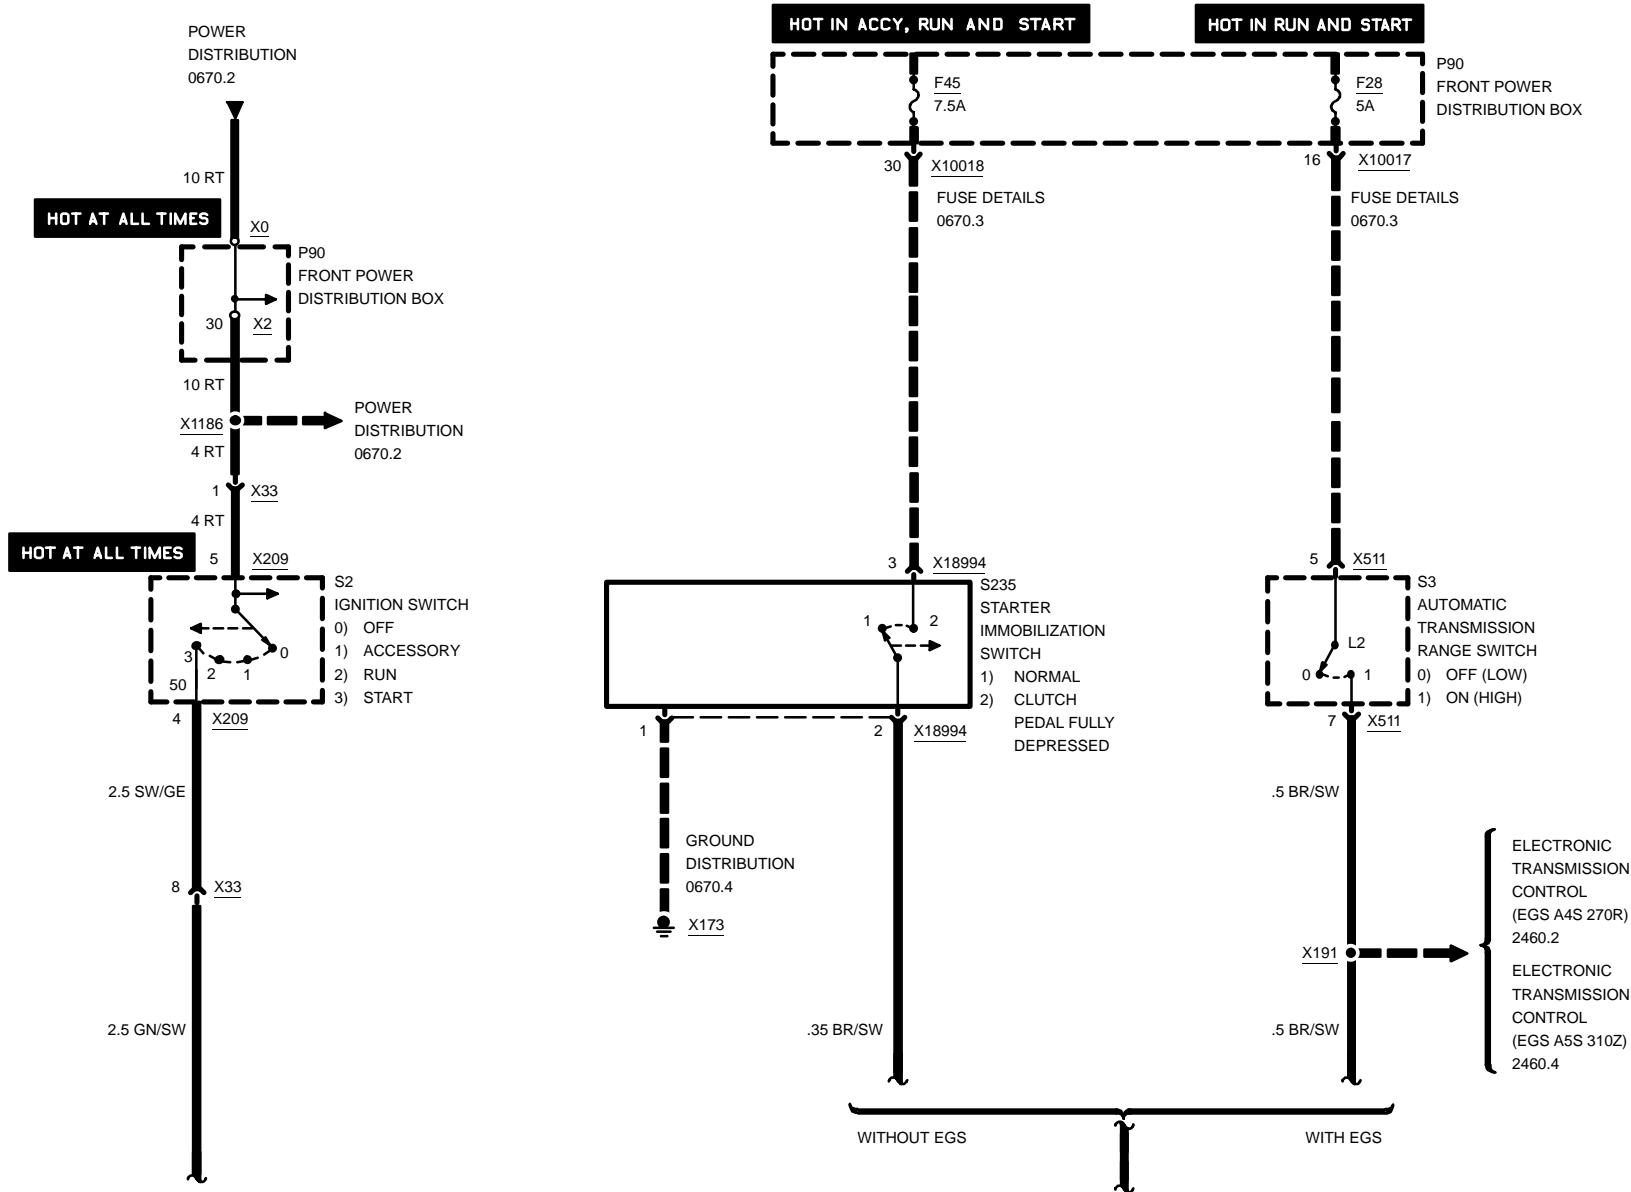 POWER
DISTRIBUTION
0670.2
10 RT
HOT AT ALL TIMES
X0
P90
FRONT POWER
DISTRIBUTION BOX
30
X2
10 RT
X1186
POWER
DISTRIBUTION
0670.2
4 RT
1
X33
4 RT
HOT AT ALL TIMES
5
X209
S2
IGNITION SWITCH
0) OFF
1) ACCESSORY
2) RUN
3) START
3
2
1
0
50
4
X209
2.5 SW/GE
8
X33
2.5 GN/SW
HOT IN ACCY, RUN AND START
HOT IN RUN AND START
F45
7.5A
F28
5A
P90
FRONT POWER
DISTRIBUTION BOX
30
X10018
FUSE DETAILS
0670.3
16
X10017
FUSE DETAILS
0670.3
3
X18994
S235
STARTER
IMMOBILIZATION
SWITCH
1) NORMAL
2) CLUTCH
PEDAL FULLY
DEPRESSED
1
2
1
2
X18994
GROUND
DISTRIBUTION
0670.4
X173
.35 BR/SW
5
X511
S3
AUTOMATIC
TRANSMISSION
RANGE SWITCH
0) OFF (LOW)
1) ON (HIGH)
L2
0
1
7
X511
.5 BR/SW
X191
.5 BR/SW
ELECTRONIC
TRANSMISSION
CONTROL
(EGS A4S 270R)
2460.2
ELECTRONIC
TRANSMISSION
CONTROL
(EGS A5S 310Z)
2460.4
WITHOUT EGS
WITH EGS